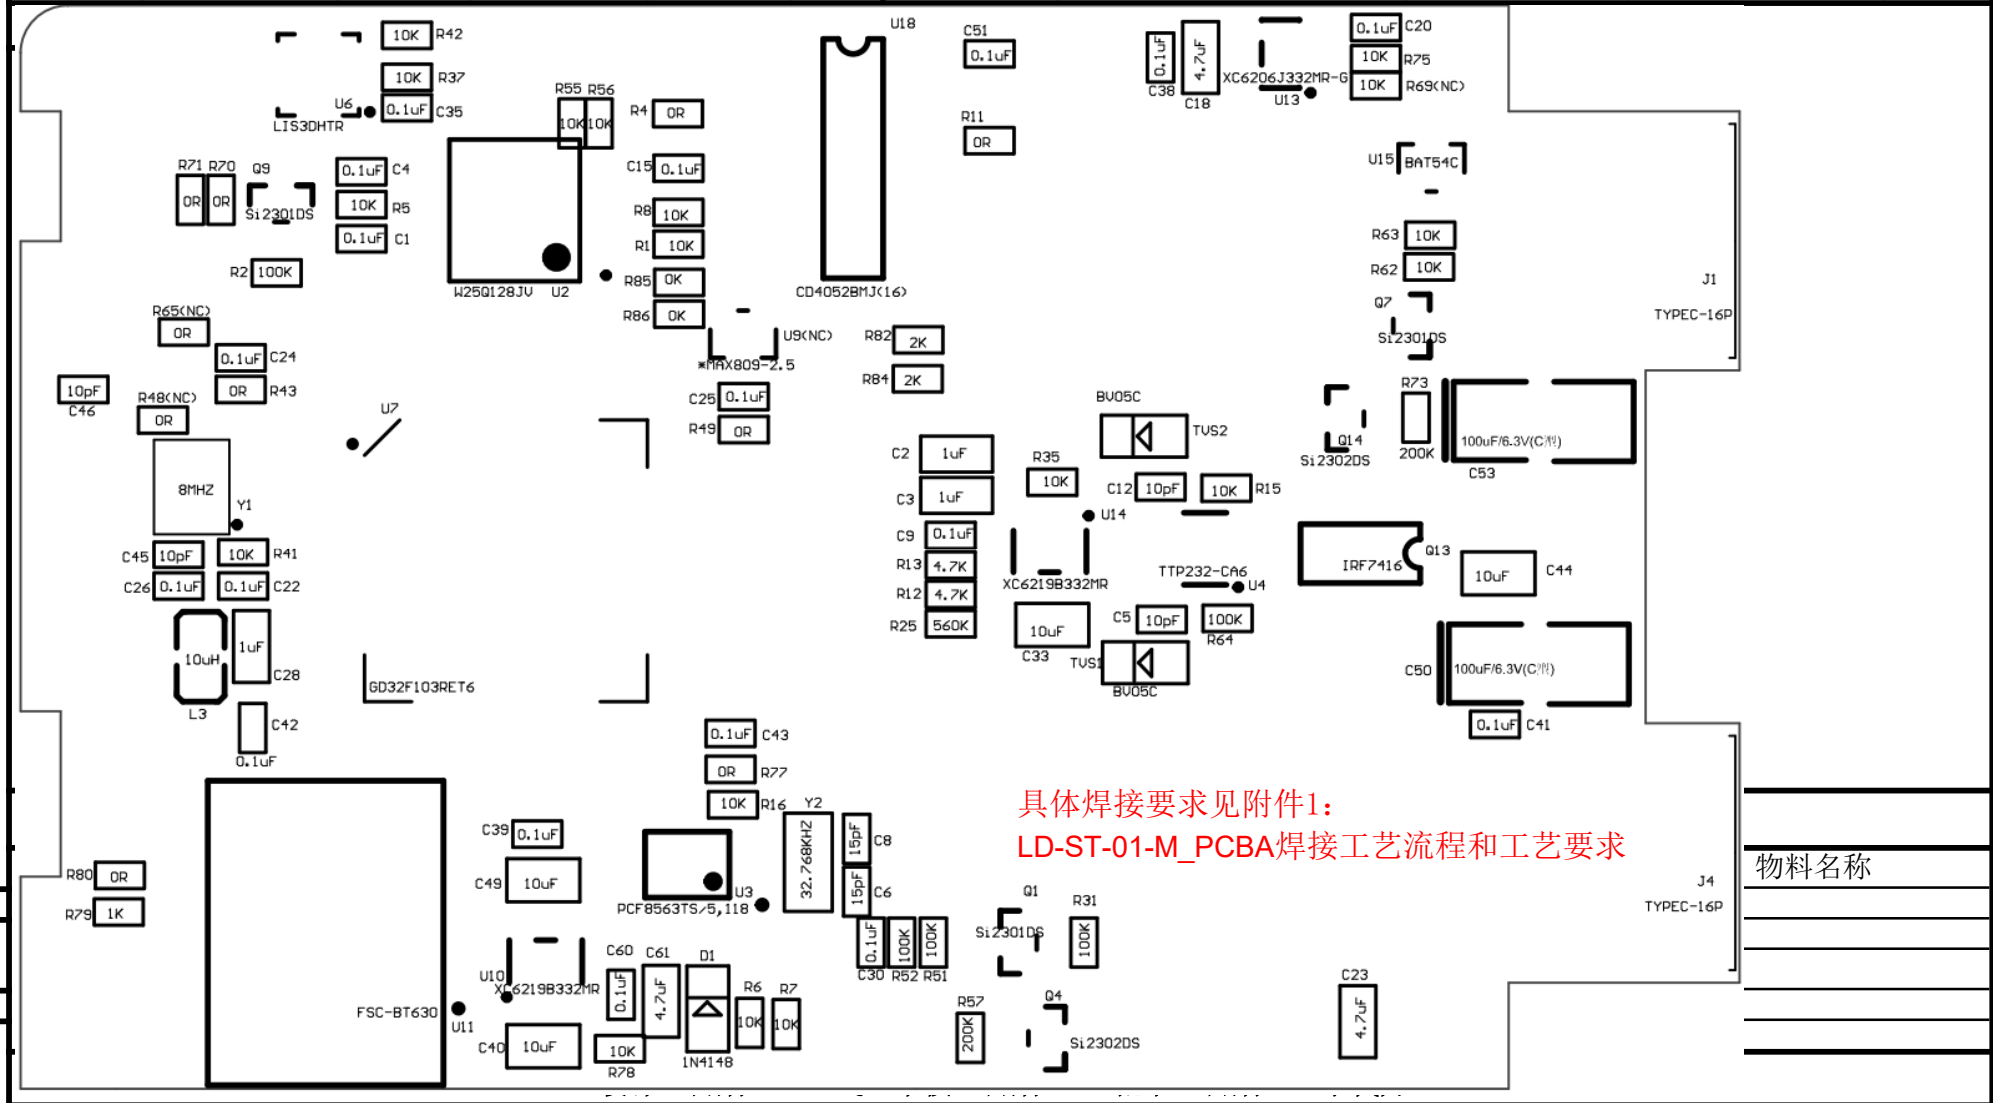 U18
10K R42
C51
0.1uF
0.1uF C20
10K R75
10K R69(NC)
0.1uF
C38
4.7uF
C18
XC6206J332MR-G
U13
10K R37
U6 0.1uF C35
LIS3DHTR
R55 R56
10K 10K
R4 0R
R11
0R
U15 BAT54C
R71 R70 Q9
0R 0R
Si2301DS
0.1uF C4
10K R5
0.1uF C1
C15 0.1uF
R8 10K
R1 10K
R85 0K
R86 0K
R2 100K
W25Q128JV U2
CD4052BMJ(16)
R63 10K
R62 10K
J1
TYPEC-16P
Q7
Si2301DS
R65(NC)
0R
0.1uF C24
0R R43
U9(NC)
*MAX809-2.5
R82 2K
R84 2K
10pF
C46
R48(NC)
0R
U7
C25 0.1uF
R49 0R
BV05C
TVS2
R73
200K
Q14
Si2302DS
100uF/6.3V(C
C53
C2 1uF
C3 1uF
R35
10K
C12 10pF
10K R15
8MHZ
Y1
U14
C9 0.1uF
R13 4.7K
R12 4.7K
R25 560K
XC6219B332MR
10uF
C33
TTP232-CA6
U4
IRF7416
Q13
10uF C44
C45 10pF
10K R41
C26 0.1uF
0.1uF C22
C5 10pF
100K
R64
TVS1
BV05C
C50 100uF/6.3V(C
10uH
L3
1uF
C28
GD32F103RET6
C42
0.1uF
0.1uF C41
0.1uF C43
0R R77
10K R16
Y2
32.768KHZ
15pF C8
15pF C6
具体焊接要求见附件1：
LD-ST-01-M_PCBA焊接工艺流程和工艺要求
物料名称
C39 0.1uF
C49 10uF
R80 0R
R79 1K
U3
PCF8563TS/5,118
J4
TYPEC-16P
Q1
Si2301DS
R31
100K
0.1uF 100K 100K
C30 R52 R51
U10
XC6219B332MR
C60
0.1uF
C61
4.7uF
D1
1N4148
R6
10K
R7
10K
FSC-BT630
U11
C40 10uF
10K
R78
R57
200K
Q4
Si2302DS
C23
4.7uF